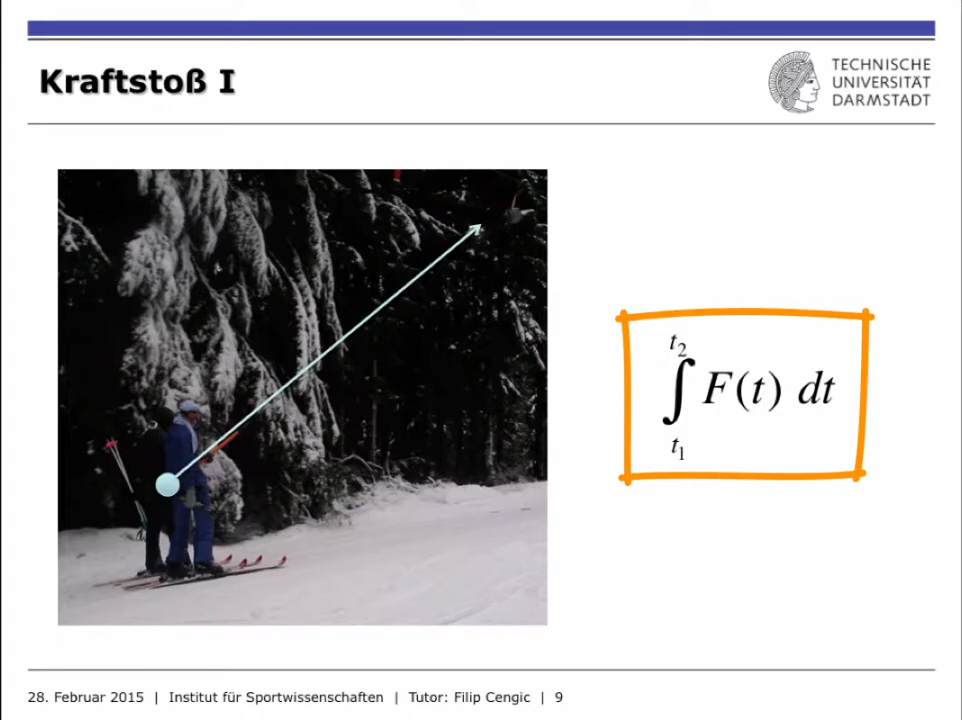 Kraftstoß I
TECHNISCHE
UNIVERSITÄT
DARMSTADT
t₂
∫ F(t) dt
t₁
28. Februar 2015 | Institut für Sportwissenschaften | Tutor: Filip Cengic | 9